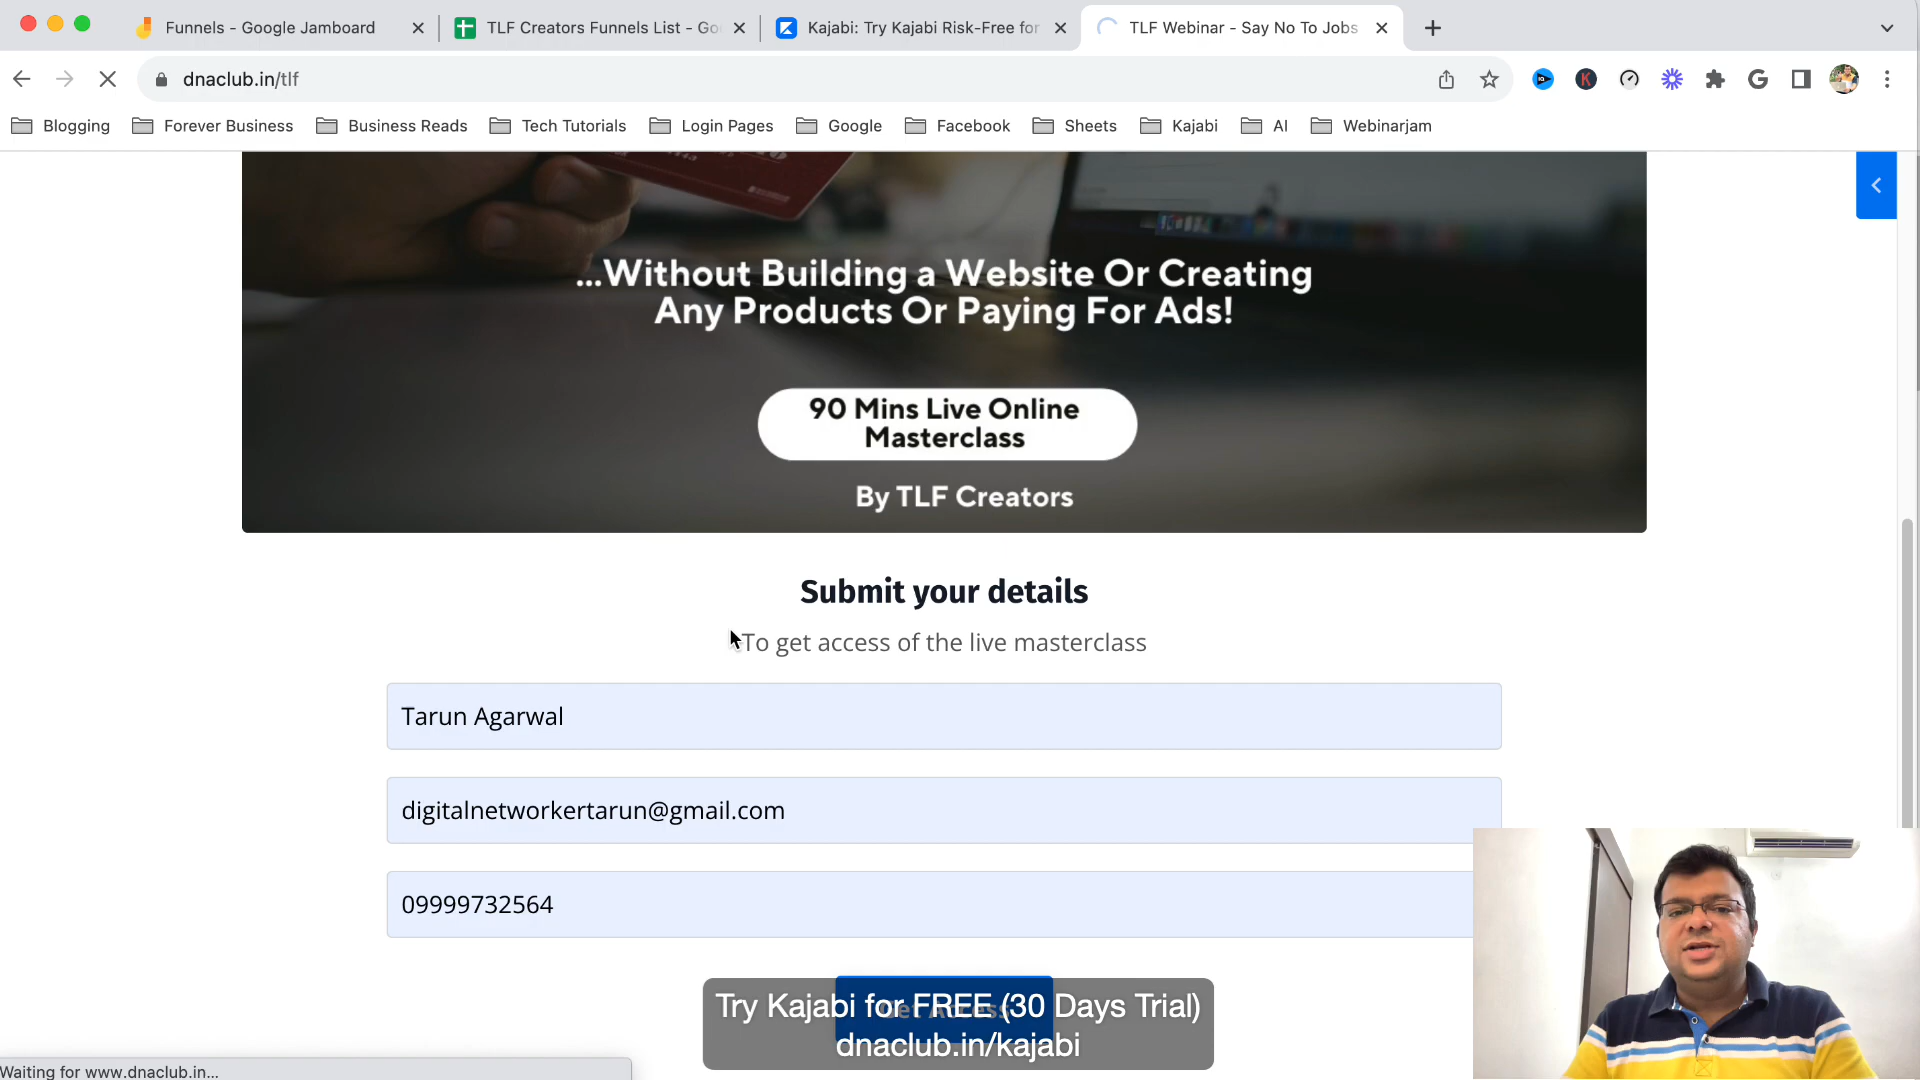 Funnels - Google Jamboard
TLF Creators Funnels List - Go
Kajabi: Try Kajabi Risk-Free for
TLF Webinar - Say No To Jobs
dnaclub.in/tlf
Blogging
Forever Business
Business Reads
Tech Tutorials
Login Pages
Google
Facebook
Sheets
Kajabi
AI
Webinarjam
...Without Building a Website Or Creating
Any Products Or Paying For Ads!
90 Mins Live Online
Masterclass
By TLF Creators
Submit your details
To get access of the live masterclass
Tarun Agarwal
digitalnetworkertarun@gmail.com
09999732564
Try Kajabi for FREE (30 Days Trial)
dnaclub.in/kajabi
Waiting for www.dnaclub.in...